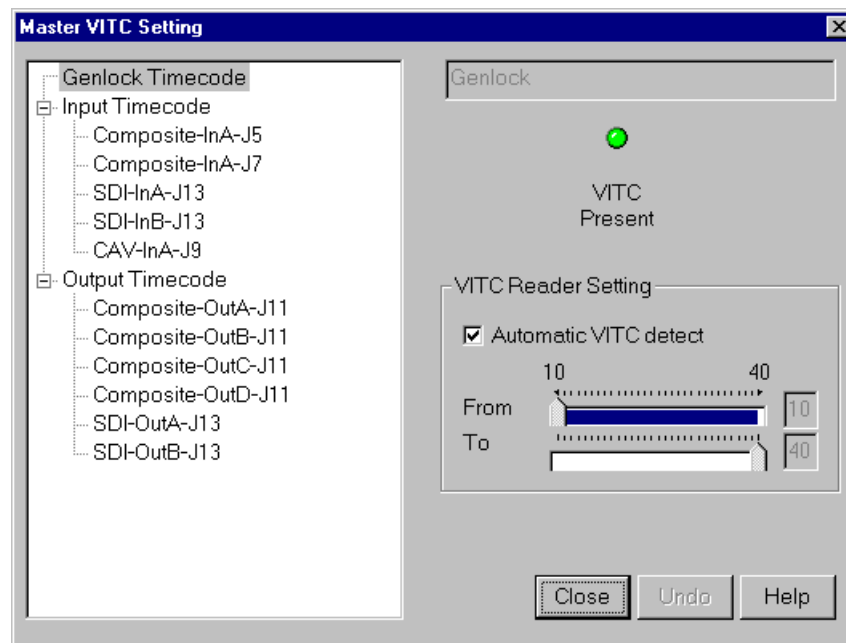 Master VITC Setting
Genlock Timecode
Input Timecode
Composite-InA-J5
Composite-InA-J7
SDI-InA-J13
SDI-InB-J13
CAV-InA-J9
Output Timecode
Composite-OutA-J11
Composite-OutB-J11
Composite-OutC-J11
Composite-OutD-J11
SDI-OutA-J13
SDI-OutB-J13
Genlock
VITC
Present
VITC Reader Setting
Automatic VITC detect
10 40
From 10
To 40
Close Undo Help